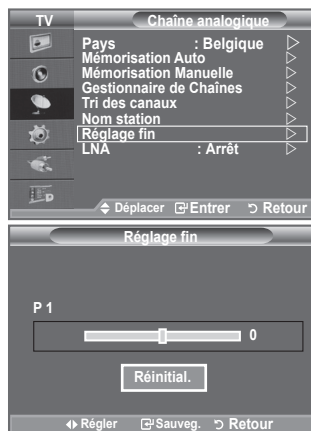 TV Chaîne analogique
Pays : Belgique
Mémorisation Auto
Mémorisation Manuelle
Gestionnaire de Chaînes
Tri des canaux
Nom station
Réglage fin
LNA : Arrêt
Déplacer Entrer Retour
Réglage fin
P 1
0
Réinitial.
Régler Sauveg. Retour